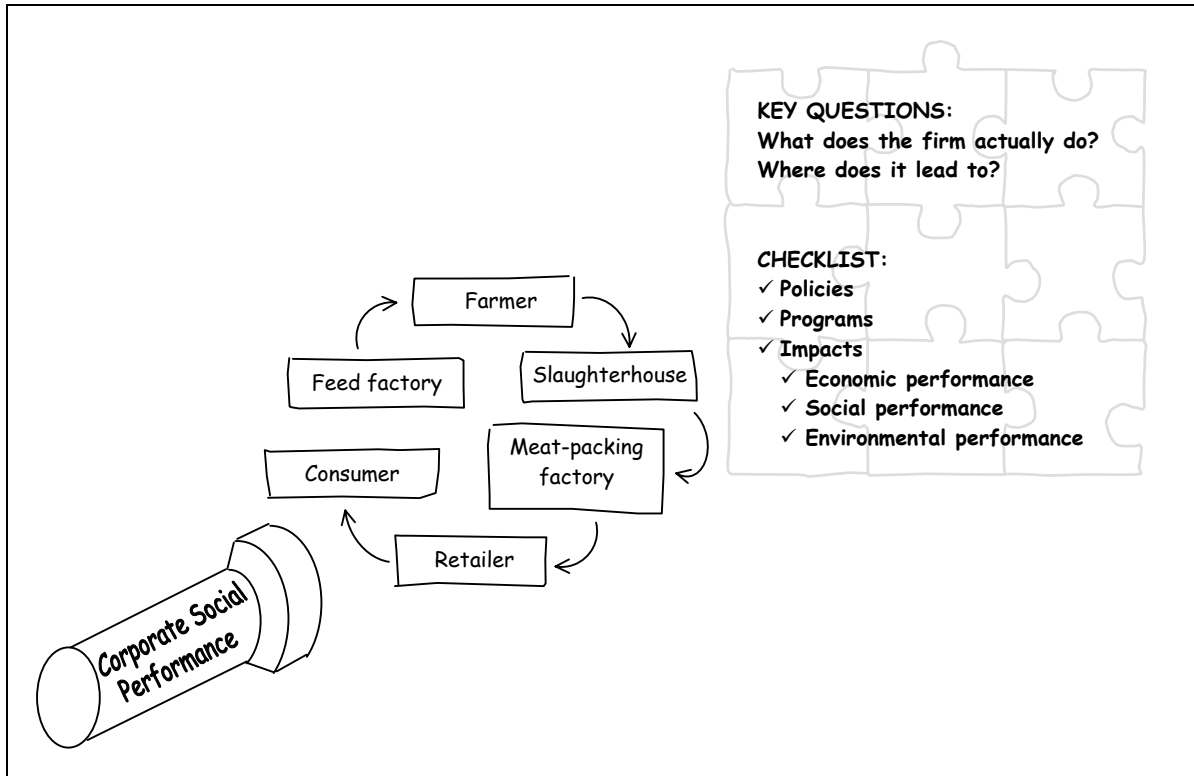 KEY QUESTIONS:
What does the firm actually do?
Where does it lead to?
CHECKLIST:
✓ Policies
✓ Programs
✓ Impacts
✓ Economic performance
✓ Social performance
✓ Environmental performance
Farmer
Slaughterhouse
Feed factory
Meat-packing
factory
Consumer
Retailer
Corporate Social
Performance